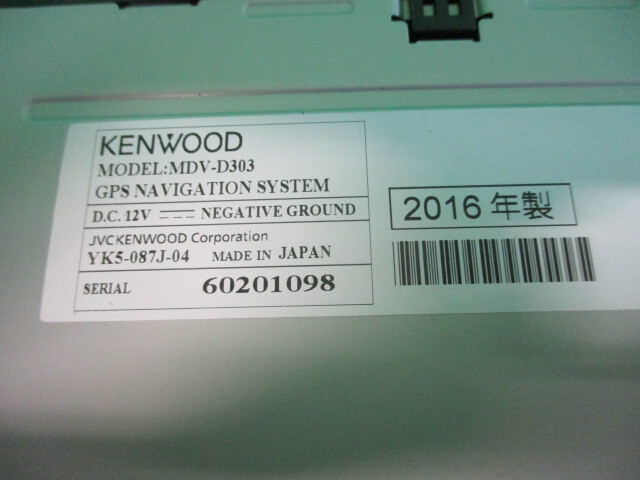 KENWOOD
MODEL:MDV-D303
GPS NAVIGATION SYSTEM
D.C. 12V NEGATIVE GROUND
JVCKENWOOD Corporation
YK5-087J-04 MADE IN JAPAN
SERIAL 60201098
2016 年製